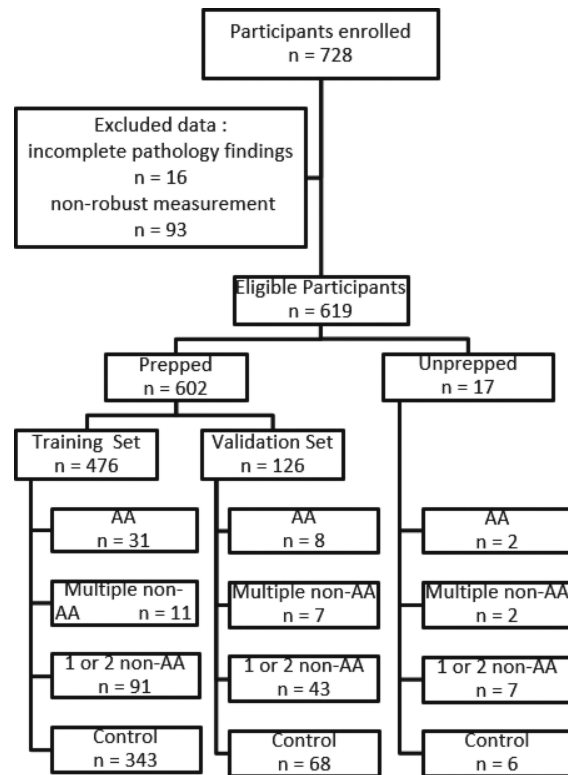 Participants enrolled
n = 728
Excluded data :
incomplete pathology findings
n = 16
non-robust measurement
n = 93
Eligible Participants
n = 619
Prepped
n = 602
Unprepped
n = 17
Training Set
n = 476
Validation Set
n = 126
AA
n = 31
AA
n = 8
AA
n = 2
Multiple non-
AA n = 11
Multiple non-AA
n = 7
Multiple non-AA
n = 2
1 or 2 non-AA
n = 91
1 or 2 non-AA
n = 43
1 or 2 non-AA
n = 7
Control
n = 343
Control
n = 68
Control
n = 6